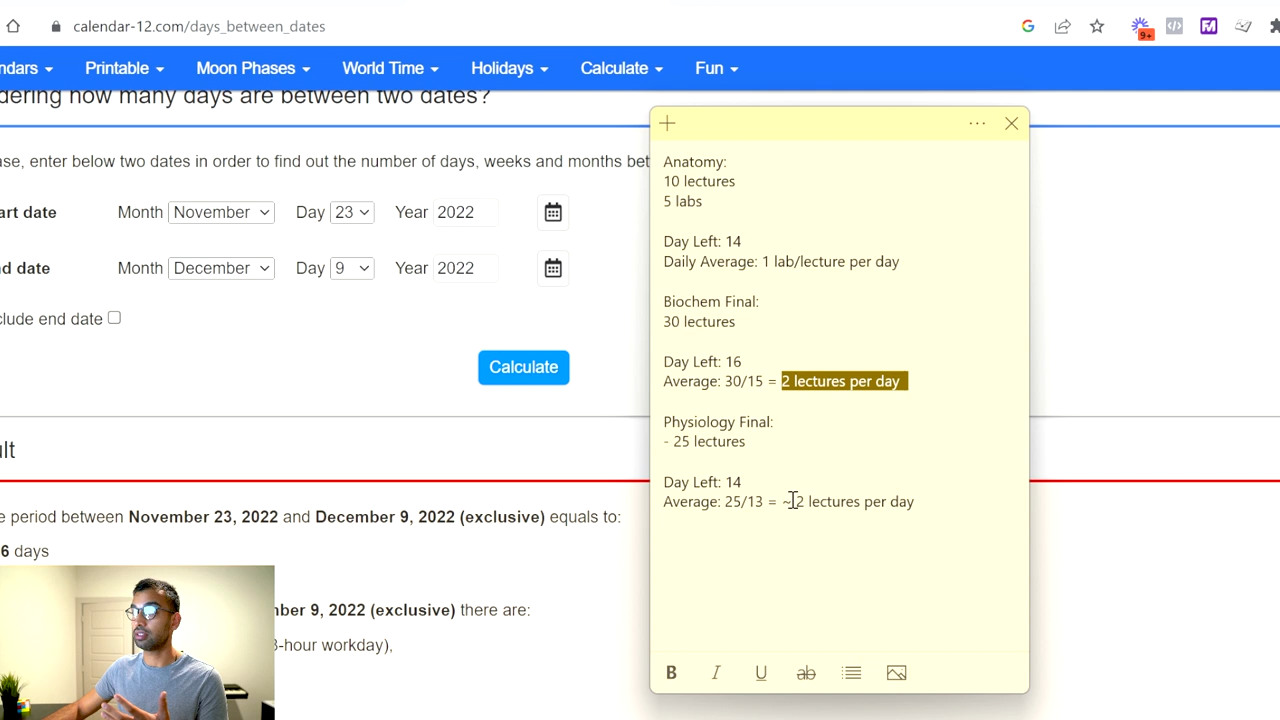 calendar-12.com/days_between_dates
9+
ndars
Printable
Moon Phases
World Time
Holidays
Calculate
Fun
dering how many days are between two dates?
ase, enter below two dates in order to find out the number of days, weeks and months bet
art date Month November Day 23 Year 2022
d date Month December Day 9 Year 2022
clude end date
Calculate
ult
e period between November 23, 2022 and December 9, 2022 (exclusive) equals to:
6 days
ber 9, 2022 (exclusive) there are:
-hour workday),
Anatomy:
10 lectures
5 labs
Day Left: 14
Daily Average: 1 lab/lecture per day
Biochem Final:
30 lectures
Day Left: 16
Average: 30/15 = 2 lectures per day
Physiology Final:
- 25 lectures
Day Left: 14
Average: 25/13 = ~2 lectures per day
B I U ab